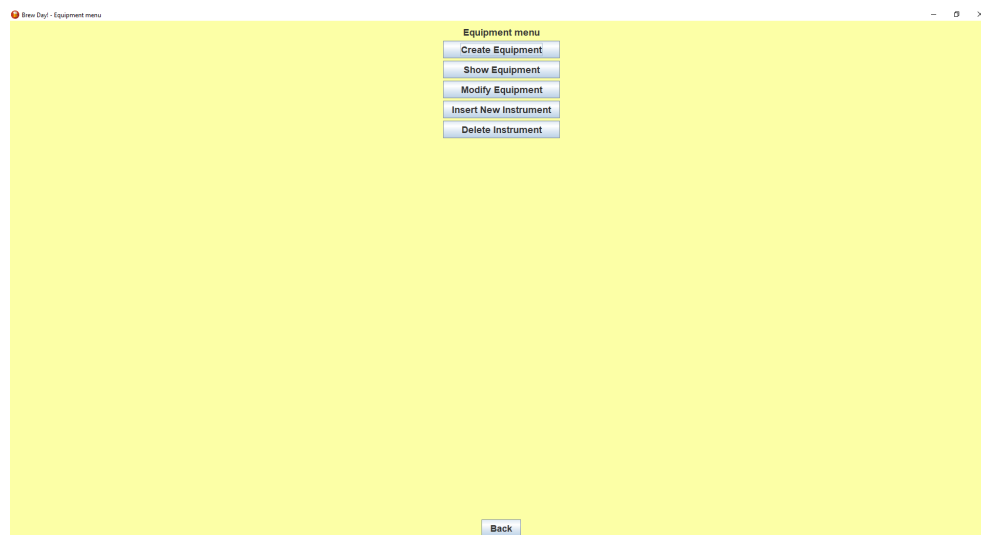 Brew Day! - Equipment menu
Equipment menu
Create Equipment
Show Equipment
Modify Equipment
Insert New Instrument
Delete Instrument
Back